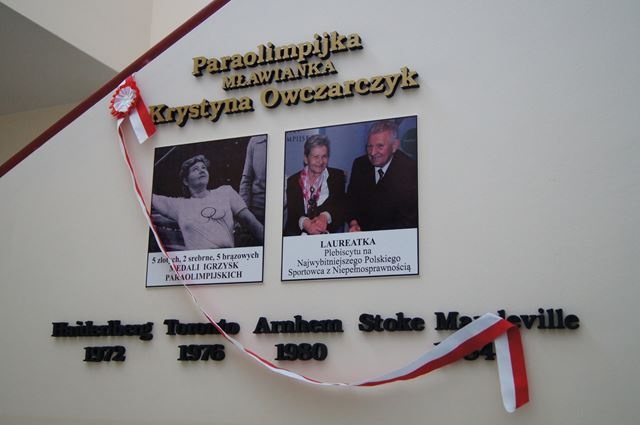 Paraolimpijka
MŁAWIANKA
Krystyna Owczarczyk
5 złotych, 2 srebrne, 5 brązowych
MEDALI IGRZYSK
PARAOLIMPIJSKICH
LAUREATKA
Plebiscytu na
Najwybitniejszego Polskiego
Sportowca z Niepełnosprawnością
Heidelberg Toronto Arnhem Stoke Mandeville
1972 1976 1980